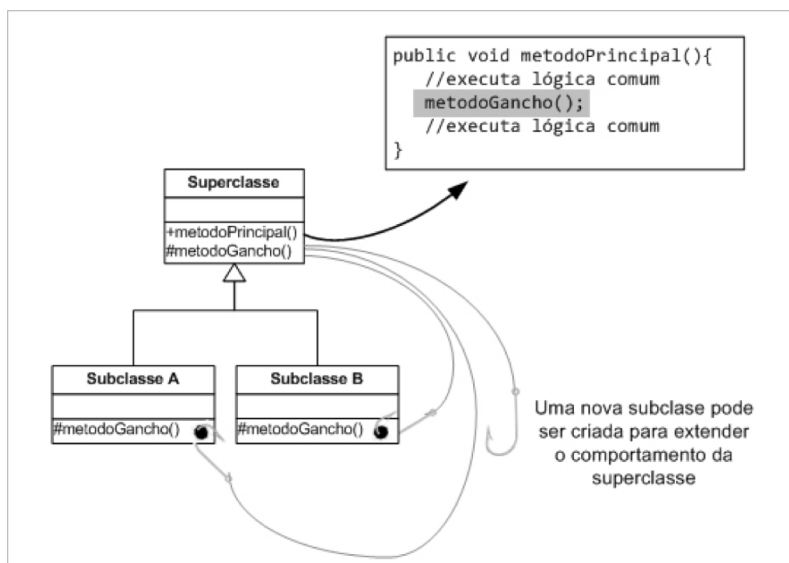 public void metodoPrincipal(){
//executa lógica comum
metodoGancho();
//executa lógica comum
}
Superclasse
+metodoPrincipal()
#metodoGancho()
Subclasse A
#metodoGancho()
Subclasse B
#metodoGancho()
Uma nova subclase pode
ser criada para extender
o comportamento da
superclasse